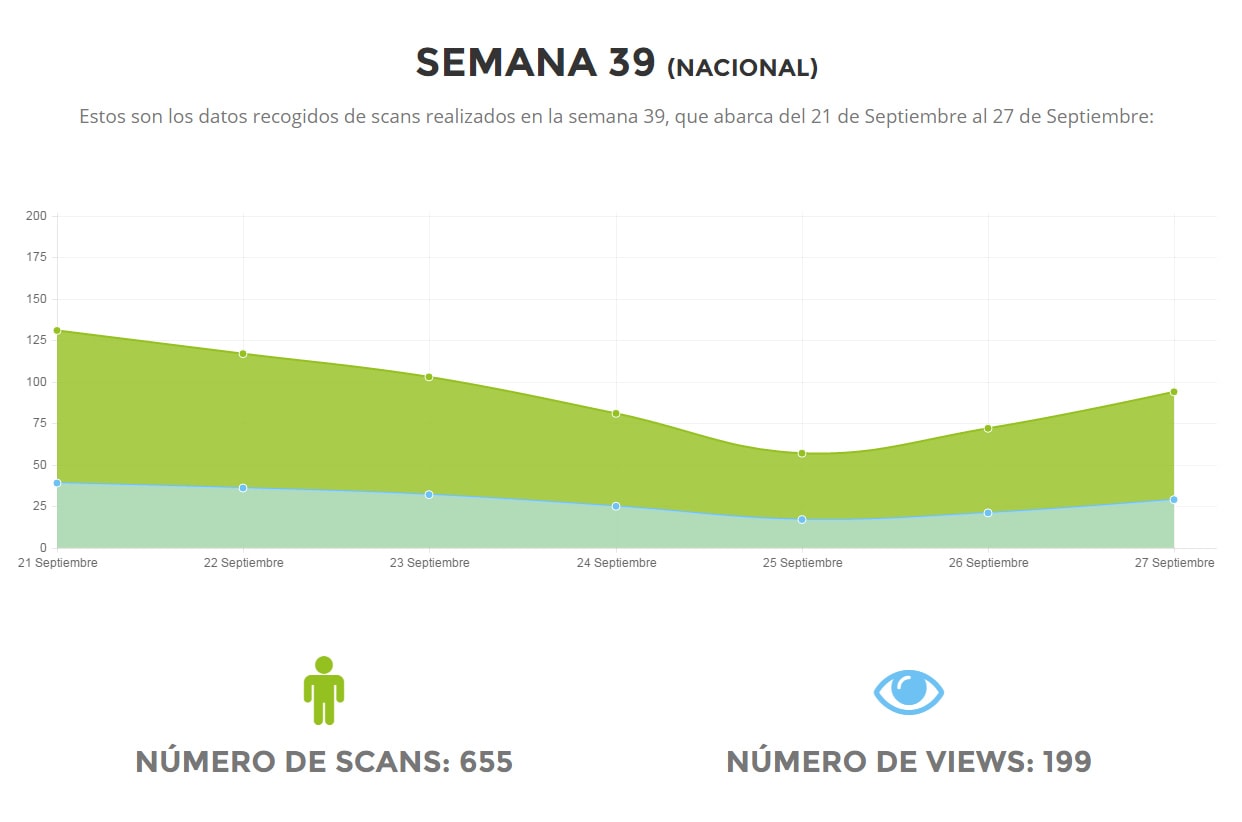 SEMANA 39 (NACIONAL)
Estos son los datos recogidos de scans realizados en la semana 39, que abarca del 21 de Septiembre al 27 de Septiembre:
200
175
150
125
100
75
50
25
0
21 Septiembre 22 Septiembre 23 Septiembre 24 Septiembre 25 Septiembre 26 Septiembre 27 Septiembre
NÚMERO DE SCANS: 655 NÚMERO DE VIEWS: 199